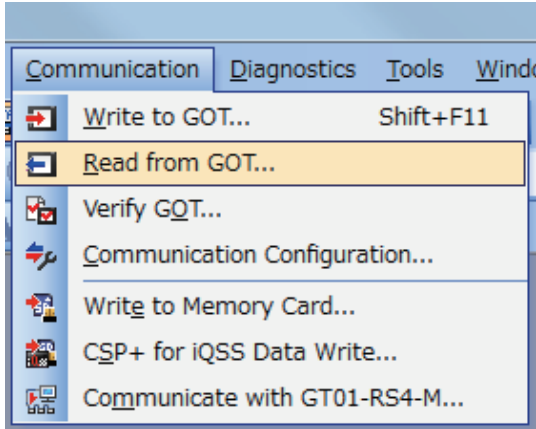 Communication Diagnostics Tools
Write to GOT... Shift+F11
Read from GOT...
Verify GOT...
Communication Configuration...
Write to Memory Card...
CSP+ for iQSS Data Write...
Communicate with GT01-RS4-M...